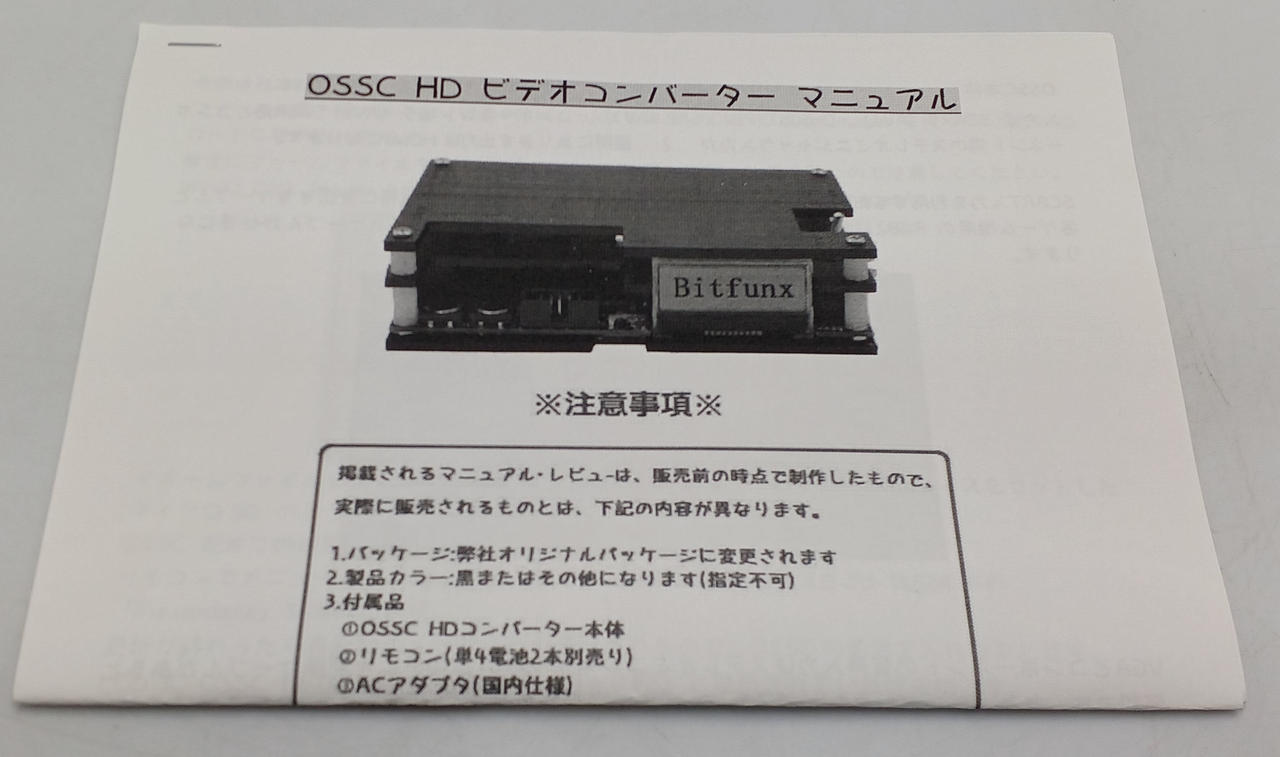 OSSC HD ビデオコンバーター マニュアル
Bitfunx
※注意事項※
掲載されるマニュアル・レビューは、販売前の時点で制作したもので、
実際に販売されるものとは、下記の内容が異なります。
1.パッケージ:弊社オリジナルパッケージに変更されます
2.製品カラー:黒またはその他になります(指定不可)
3.付属品
①OSSC HDコンバーター本体
②リモコン(単4電池2本別売り)
③ACアダプタ(国内仕様)